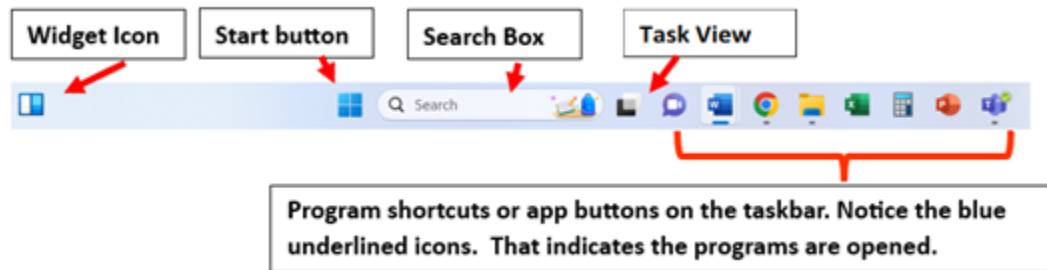 Widget Icon
Start button
Search Box
Task View
Search
Program shortcuts or app buttons on the taskbar. Notice the blue
underlined icons.  That indicates the programs are opened.